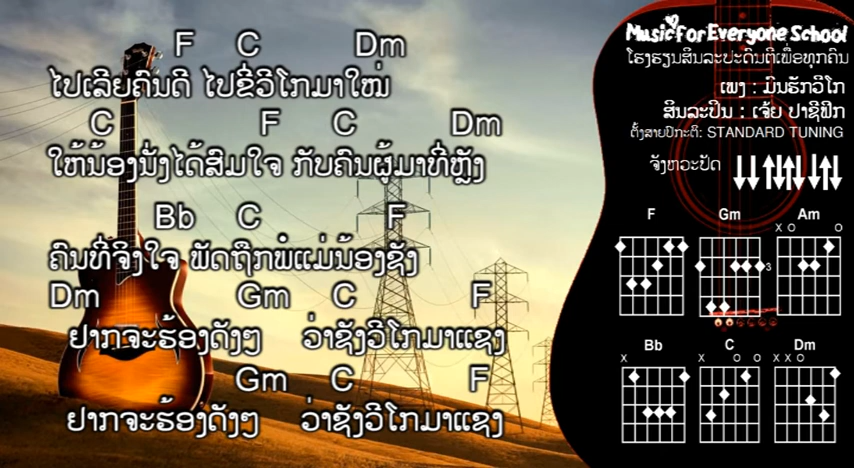 F C Dm
ໄປເລີຍຄົນດີ ໄປຂີ່ວີໂກມາໃໝ່
C F C Dm
ໃຫ້ນ້ອງນັ່ງໄດ້ສົມໃຈ ກັບຄົນຜູ້ມາທີ່ຫຼັງ
Bb C F
ຄົນທີ່ຈິງໃຈ ພັດຖືກພໍ່ແມ່ນ້ອງຊັງ
Dm Gm C F
ຢາກຈະຮ້ອງດັງໆ ວ່າຊັງວີໂກມາແຊງ
Gm C F
ຢາກຈະຮ້ອງດັງໆ ວ່າຊັງວີໂກມາແຊງ
Music For Everyone School
ໂຮງຮຽນສິນລະປະດົນຕີເພື່ອທຸກຄົນ
ເພງ : ມິນຮັກວີໂກ
ສິນລະປິນ : ເຈ້ຍ ປາຊີຟິກ
ຕັ້ງສາຍປົກະຕິ: STANDARD TUNING
ຈັງຫວະປັດ
F Gm Am
X O O
3
Bb C Dm
X X O O X X O